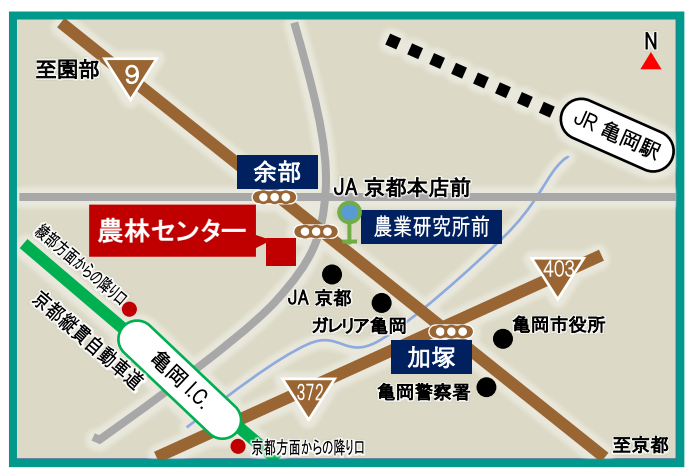 N
至園部
9
JR 亀岡駅
余部
JA 京都本店前
農林センター
農業研究所前
綾部方面からの降り口
403
JA 京都
ガレリア亀岡
亀岡市役所
京都縦貫自動車道
加塚
亀岡 I.C.
372
亀岡警察署
京都方面からの降り口
至京都